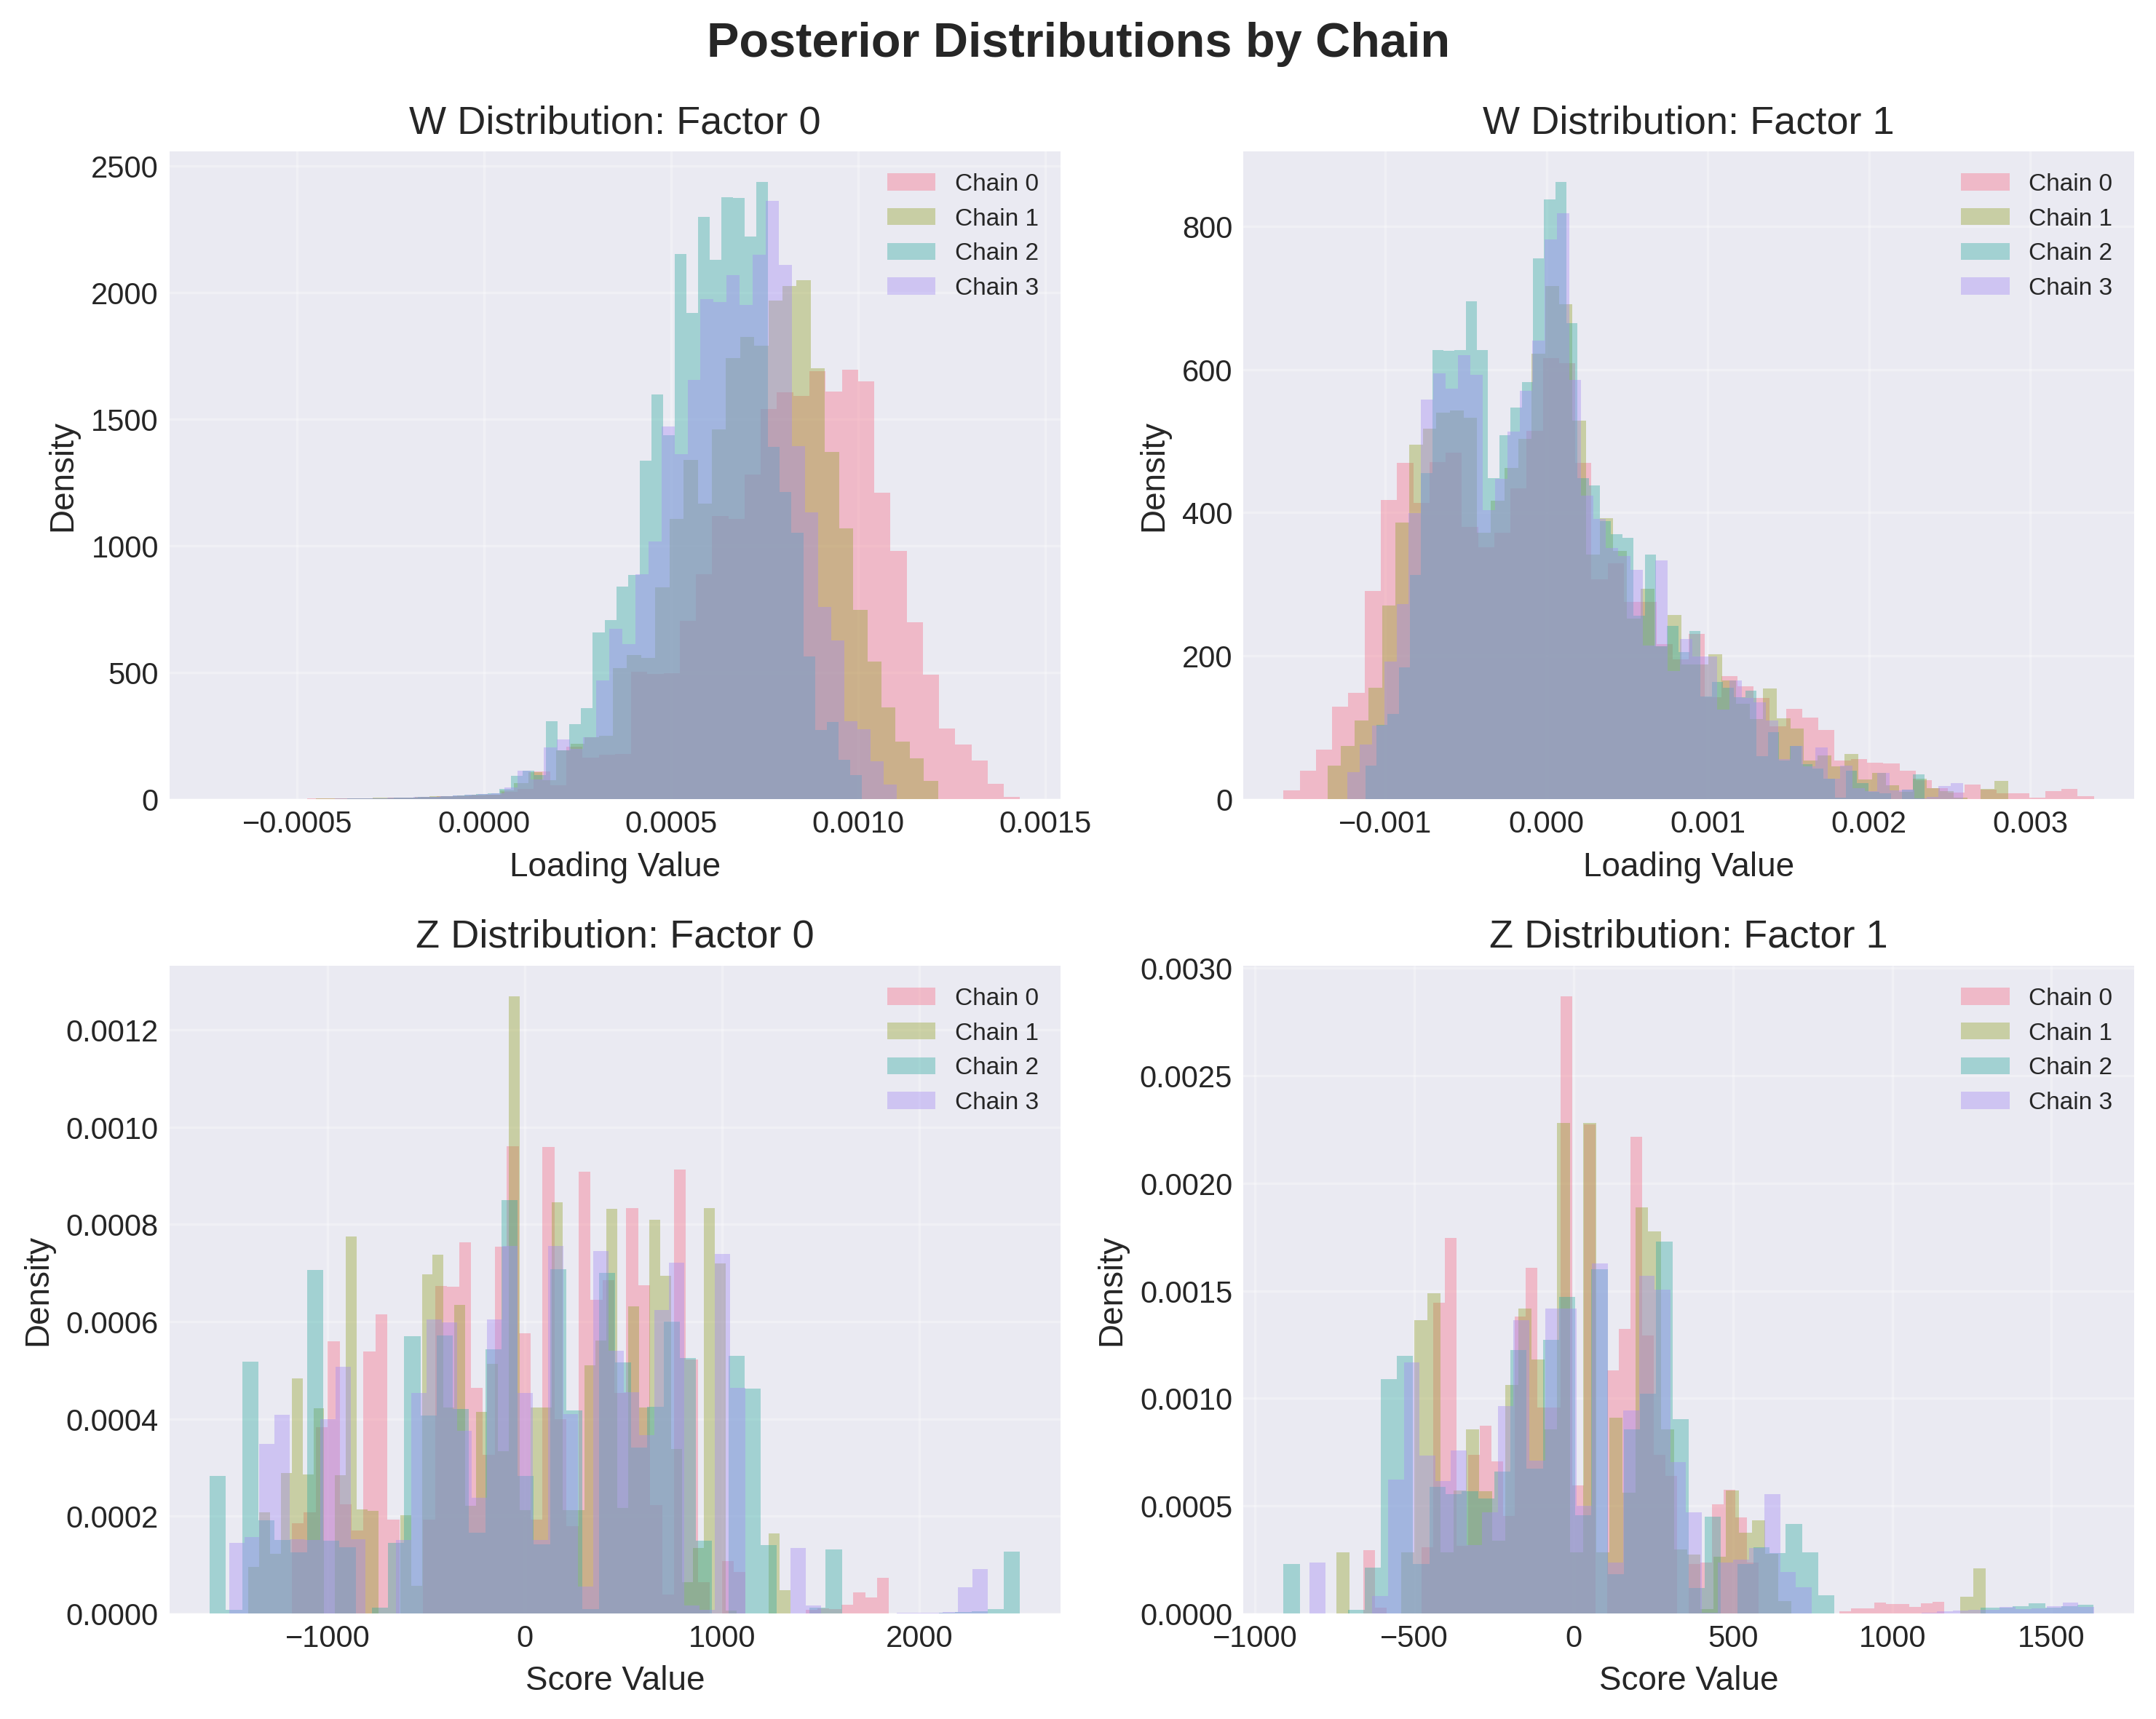 Posterior Distributions by Chain
W Distribution: Factor 0
2500
2000
1500
1000
500
0
Density
−0.0005
0.0000
0.0005
0.0010
0.0015
Loading Value
Chain 0
Chain 1
Chain 2
Chain 3
W Distribution: Factor 1
800
600
400
200
0
Density
−0.001
0.000
0.001
0.002
0.003
Loading Value
Chain 0
Chain 1
Chain 2
Chain 3
Z Distribution: Factor 0
0.0012
0.0010
0.0008
0.0006
0.0004
0.0002
0.0000
Density
−1000
0
1000
2000
Score Value
Chain 0
Chain 1
Chain 2
Chain 3
Z Distribution: Factor 1
0.0030
0.0025
0.0020
0.0015
0.0010
0.0005
0.0000
Density
−1000
−500
0
500
1000
1500
Score Value
Chain 0
Chain 1
Chain 2
Chain 3